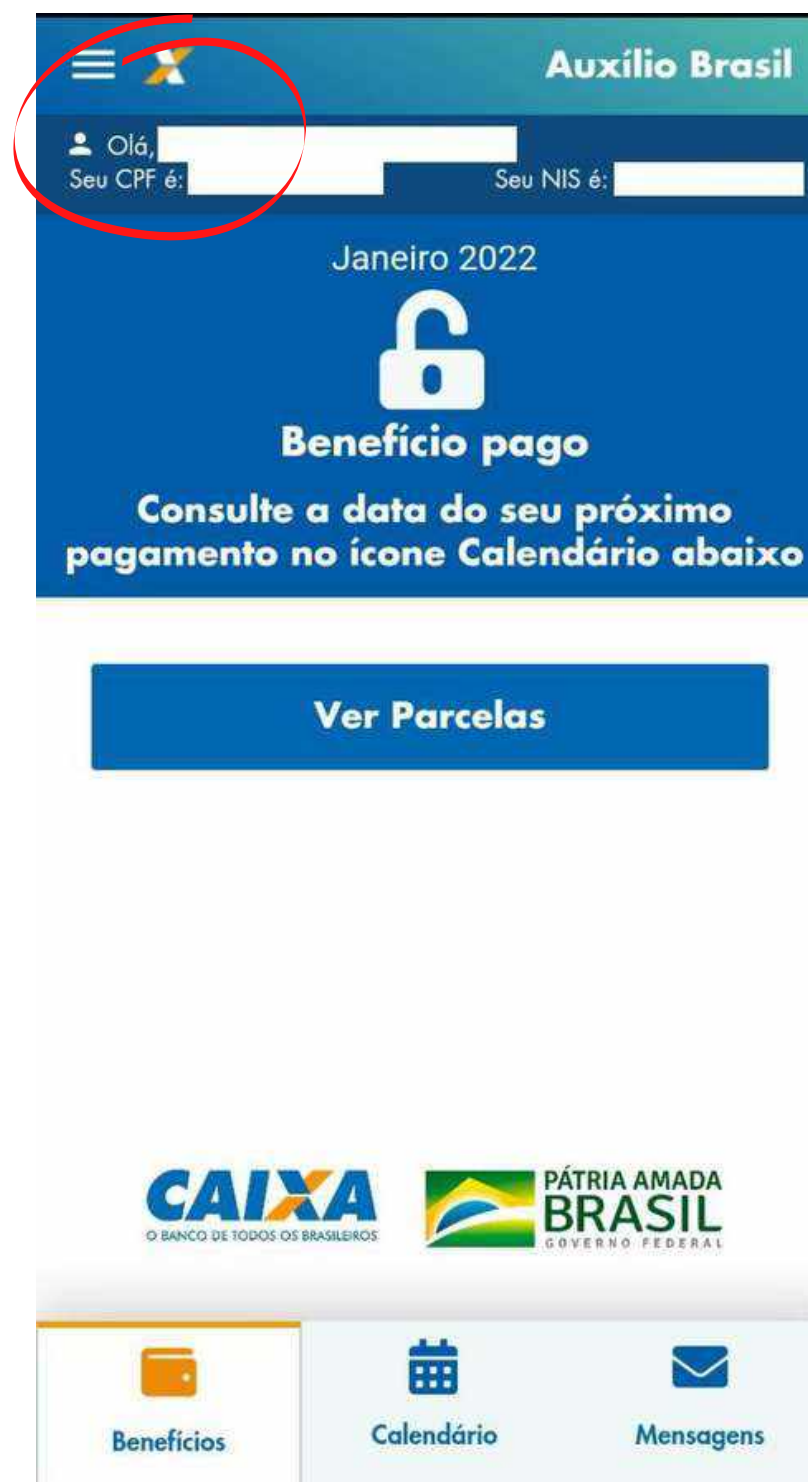 Auxílio Brasil
Olá,
Seu CPF é: Seu NIS é:
Janeiro 2022
Benefício pago
Consulte a data do seu próximo
pagamento no ícone Calendário abaixo
Ver Parcelas
CAIXA
O BANCO DE TODOS OS BRASILEIROS
PÁTRIA AMADA
BRASIL
GOVERNO FEDERAL
Benefícios Calendário Mensagens